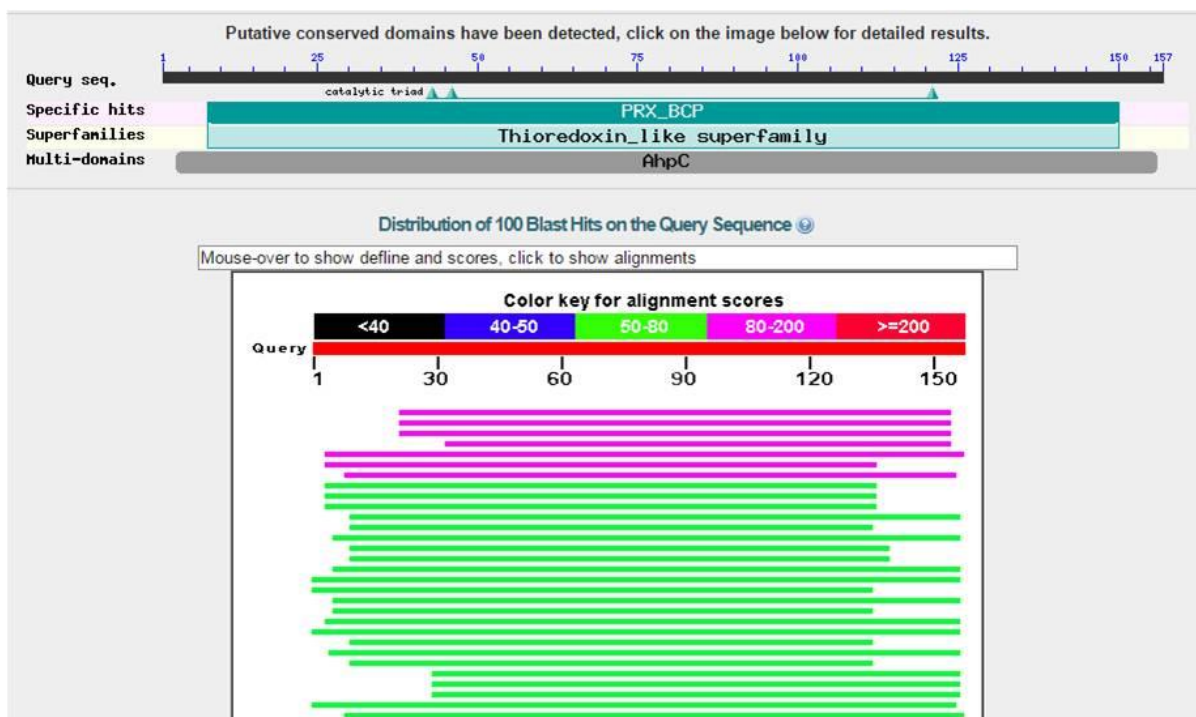 Putative conserved domains have been detected, click on the image below for detailed results.
1 25 50 75 100 125 150 157
Query seq.
catalytic triad
Specific hits PRX_BCP
Superfamilies Thioredoxin_like superfamily
Multi-domains AhpC
Distribution of 100 Blast Hits on the Query Sequence ?
Mouse-over to show defline and scores, click to show alignments
Color key for alignment scores
<40 40-50 50-80 80-200 >=200
Query
1 30 60 90 120 150